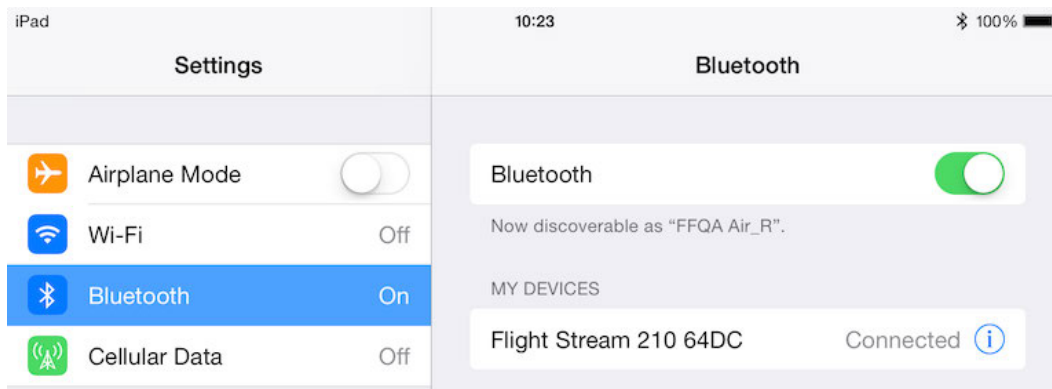 iPad 10:23 100%
Settings
Bluetooth
Airplane Mode
Wi-Fi Off
Bluetooth On
Cellular Data Off
Bluetooth
Now discoverable as “FFQA Air_R”.
MY DEVICES
Flight Stream 210 64DC Connected